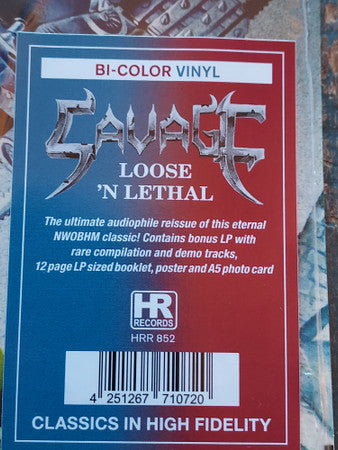 BI-COLOR VINYL
SAVAGE
LOOSE
'N LETHAL
The ultimate audiophile reissue of this eternal
NWOBHM classic! Contains bonus LP with
rare compilation and demo tracks,
12 page LP sized booklet, poster and A5 photo card
HR
RECORDS
HRR 852
4 251267 710720
CLASSICS IN HIGH FIDELITY